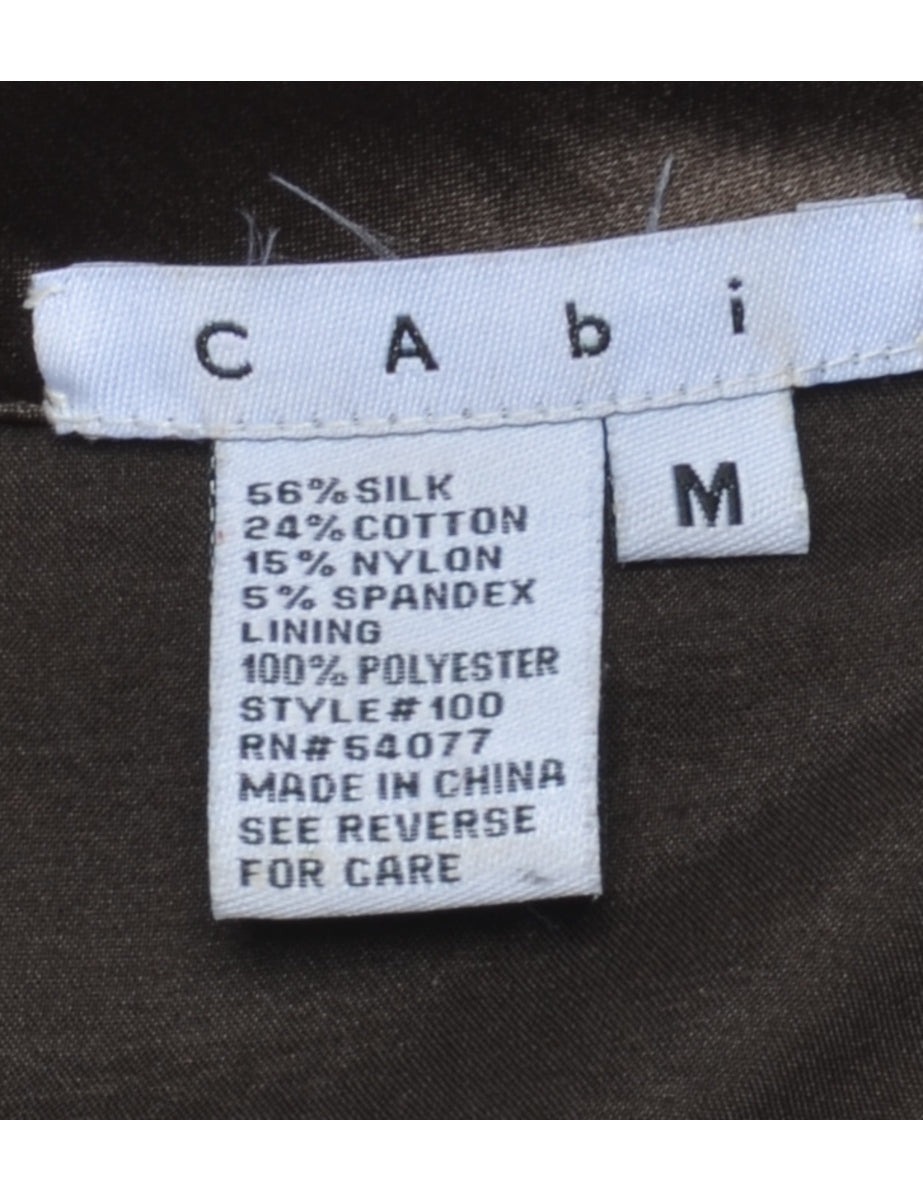 CAbi
M
56% SILK
24% COTTON
15% NYLON
5% SPANDEX
LINING
100% POLYESTER
STYLE#100
RN#54077
MADE IN CHINA
SEE REVERSE
FOR CARE